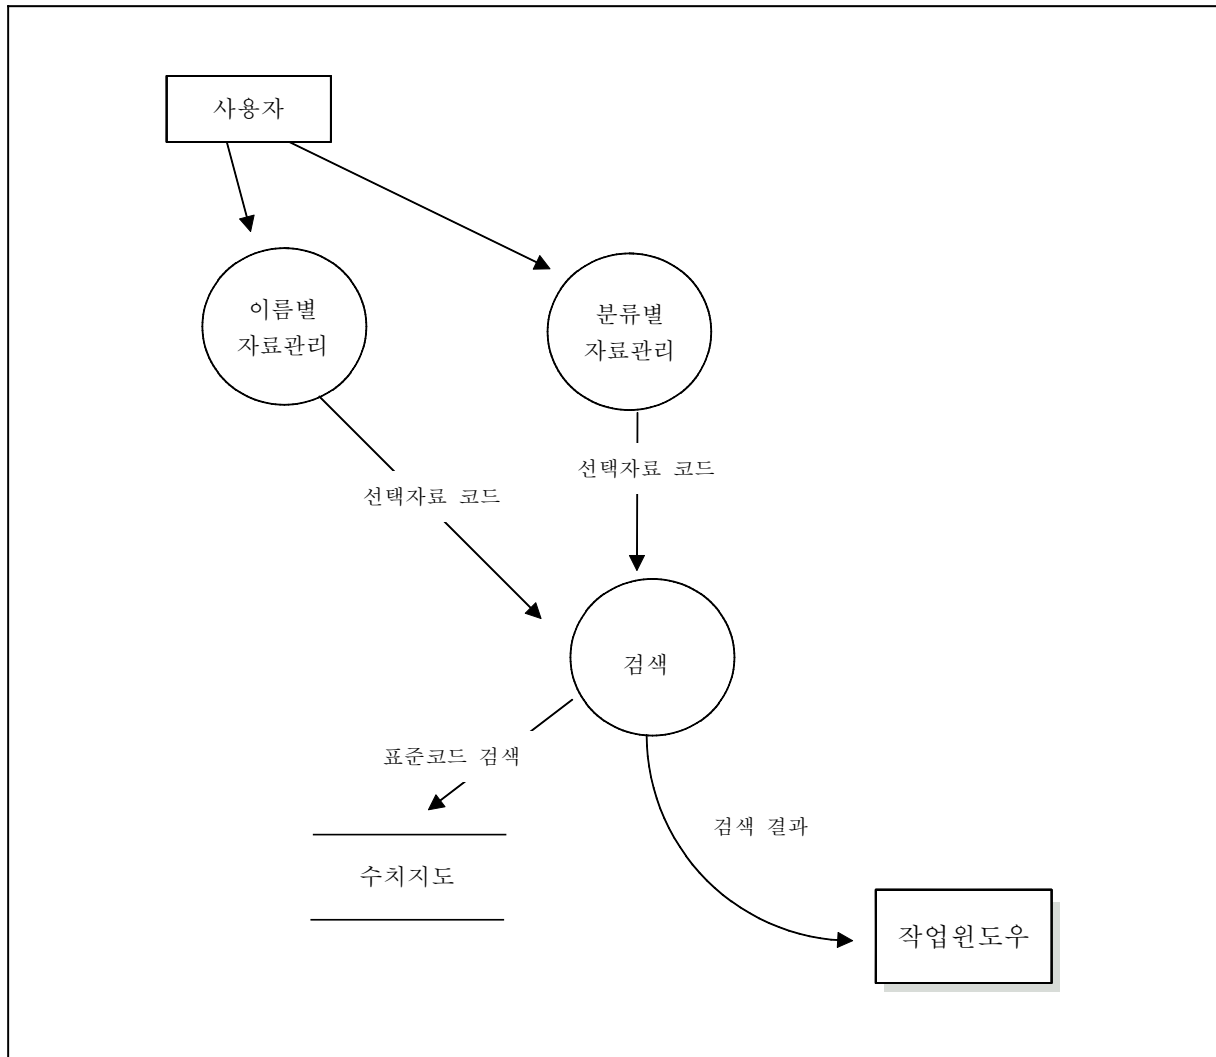 사용자
이름별
자료관리
분류별
자료관리
선택자료 코드
선택자료 코드
검색
표준코드 검색
검색 결과
수치지도
작업윈도우